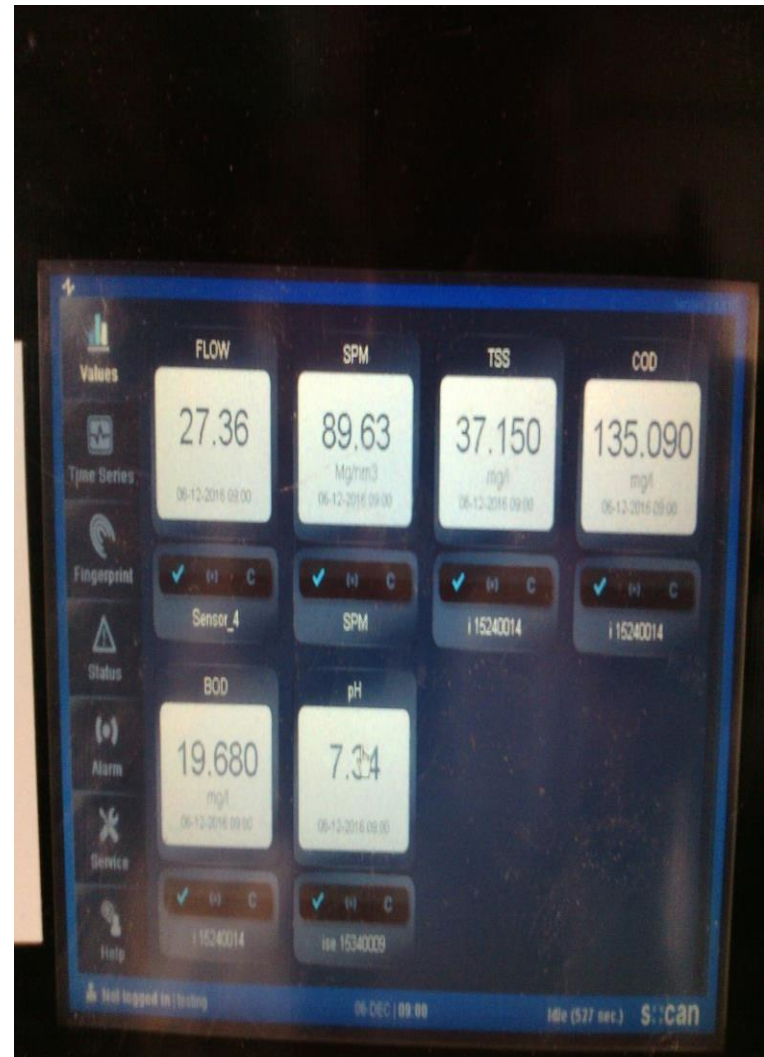 Values
Time Series
Fingerprint
Status
Alarm
Service
Help
FLOW
27.36
06-12-2016 09:00
C
Sensor_4
SPM
89.63
Mg/nm3
06-12-2016 09:00
C
SPM
TSS
37.150
mg/l
06-12-2016 09:00
C
i 15240014
COD
135.090
mg/l
06-12-2016 09:00
C
i 15240014
BOD
19.680
mg/l
06-12-2016 09:00
C
i 15240014
pH
7.34
06-12-2016 09:00
C
ise 15340009
Not logged in | testing
06-DEC | 09:00
Idle (527 sec.)
s::can